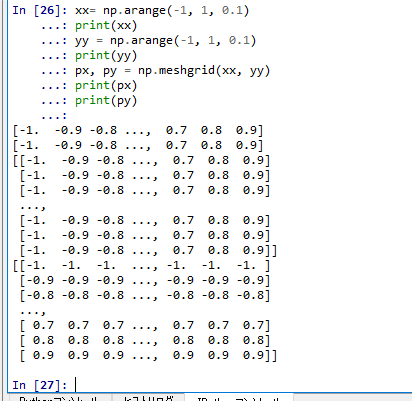 In [26]: xx= np.arange(-1, 1, 0.1)
    ...: print(xx)
    ...: yy = np.arange(-1, 1, 0.1)
    ...: print(yy)
    ...: px, py = np.meshgrid(xx, yy)
    ...: print(px)
    ...: print(py)
    ...:
[-1.  -0.9 -0.8 ...,  0.7  0.8  0.9]
[-1.  -0.9 -0.8 ...,  0.7  0.8  0.9]
[[-1.  -0.9 -0.8 ...,  0.7  0.8  0.9]
 [-1.  -0.9 -0.8 ...,  0.7  0.8  0.9]
 [-1.  -0.9 -0.8 ...,  0.7  0.8  0.9]
 ...,
 [-1.  -0.9 -0.8 ...,  0.7  0.8  0.9]
 [-1.  -0.9 -0.8 ...,  0.7  0.8  0.9]
 [-1.  -0.9 -0.8 ...,  0.7  0.8  0.9]]
[[-1.  -1.  -1.  ..., -1.  -1.  -1. ]
 [-0.9 -0.9 -0.9 ..., -0.9 -0.9 -0.9]
 [-0.8 -0.8 -0.8 ..., -0.8 -0.8 -0.8]
 ...,
 [ 0.7  0.7  0.7 ...,  0.7  0.7  0.7]
 [ 0.8  0.8  0.8 ...,  0.8  0.8  0.8]
 [ 0.9  0.9  0.9 ...,  0.9  0.9  0.9]]
In [27]: